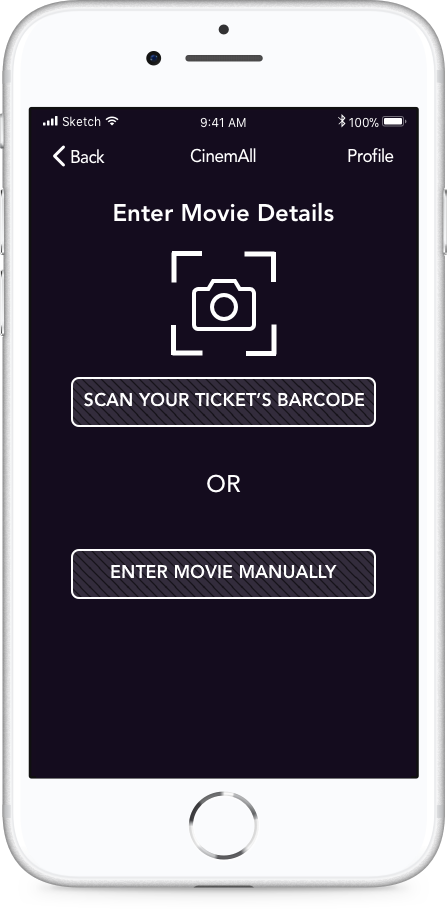 Sketch 9:41 AM 100%
Back CinemAll Profile
Enter Movie Details
SCAN YOUR TICKET’S BARCODE
OR
ENTER MOVIE MANUALLY